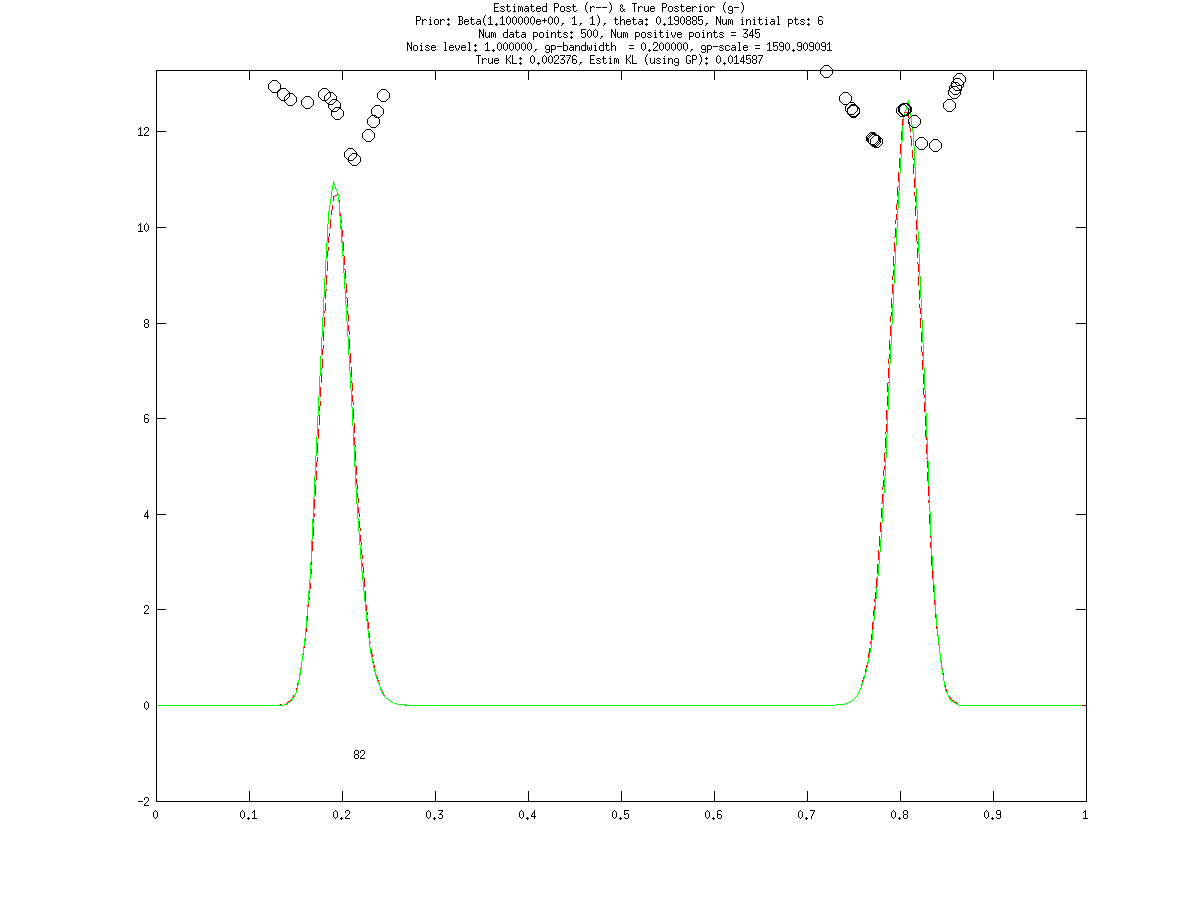 Estimated Post (r--) & True Posterior (g-)
Prior: Beta(1.100000e+00, 1, 1), theta: 0.190885, Num initial pts: 6
Num data points: 500, Num positive points = 345
Noise level: 1.000000, gp-bandwidth  = 0.200000, gp-scale = 1590.909091
True KL: 0.002376, Estim KL (using GP): 0.014587
12
10
8
6
4
2
0
82
-2
0 0.1 0.2 0.3 0.4 0.5 0.6 0.7 0.8 0.9 1